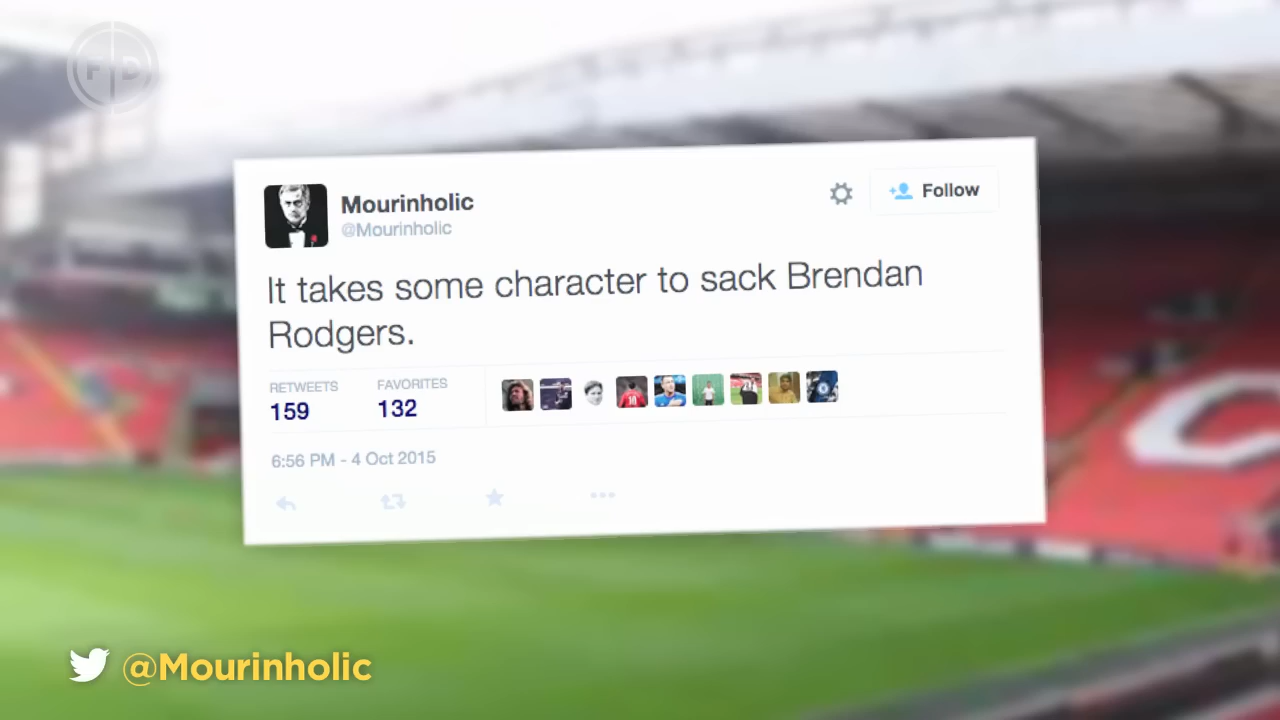 FD
Mourinholic
@Mourinholic
Follow
It takes some character to sack Brendan
Rodgers.
RETWEETS
FAVORITES
159
132
6:56 PM - 4 Oct 2015
@Mourinholic